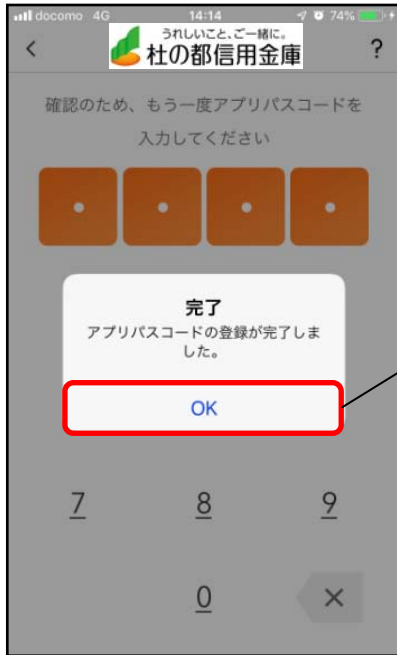 docomo 4G 14:14 74%
うれしいこと、ご一緒に。
杜の都信用金庫
?
確認のため、もう一度アプリパスコードを
入力してください
完了
アプリパスコードの登録が完了しま
した。
OK
7 8 9
0